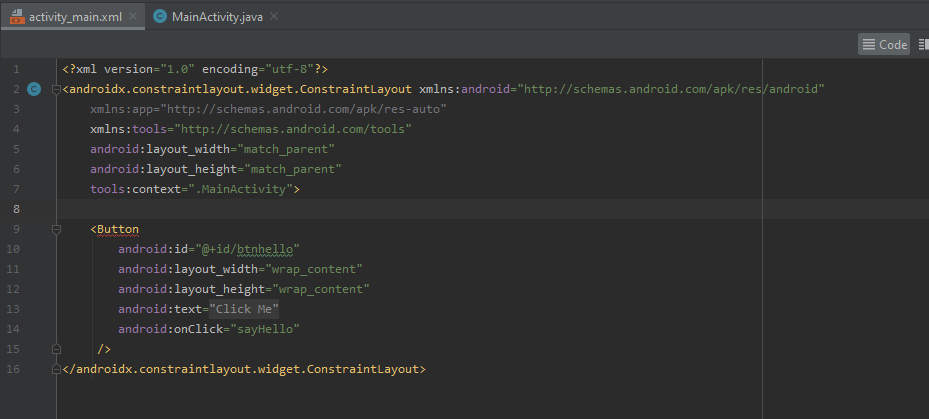 activity_main.xml MainActivity.java
Code
1 <?xml version="1.0" encoding="utf-8"?>
2 <androidx.constraintlayout.widget.ConstraintLayout xmlns:android="http://schemas.android.com/apk/res/android"
3 xmlns:app="http://schemas.android.com/apk/res-auto"
4 xmlns:tools="http://schemas.android.com/tools"
5 android:layout_width="match_parent"
6 android:layout_height="match_parent"
7 tools:context=".MainActivity">
8
9 <Button
10 android:id="@+id/btnhello"
11 android:layout_width="wrap_content"
12 android:layout_height="wrap_content"
13 android:text="Click Me"
14 android:onClick="sayHello"
15 />
16 </androidx.constraintlayout.widget.ConstraintLayout>